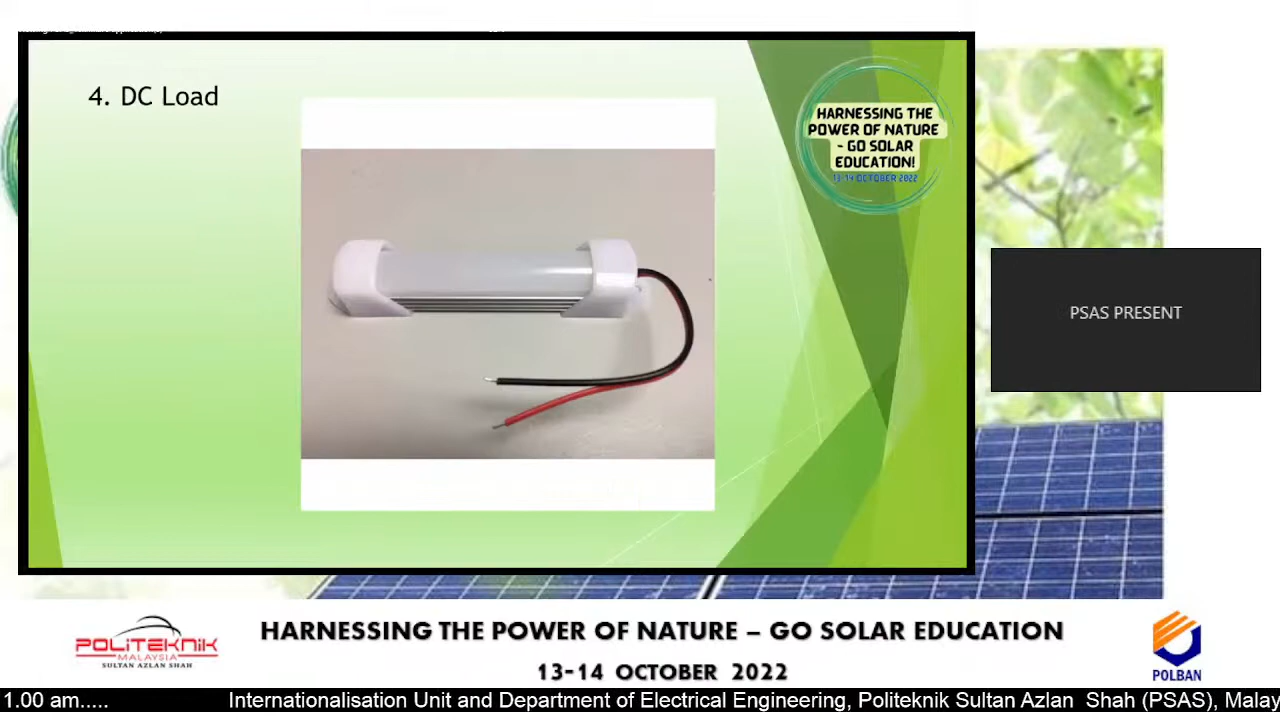 4. DC Load
HARNESSING THE
POWER OF NATURE
- GO SOLAR
EDUCATION!
13-14 OCTOBER 2022
PSAS PRESENT
POLITEKNIK
MALAYSIA
SULTAN AZLAN SHAH
HARNESSING THE POWER OF NATURE – GO SOLAR EDUCATION
13-14 OCTOBER 2022
POLBAN
1.00 am..... Internationalisation Unit and Department of Electrical Engineering, Politeknik Sultan Azlan Shah (PSAS), Malay